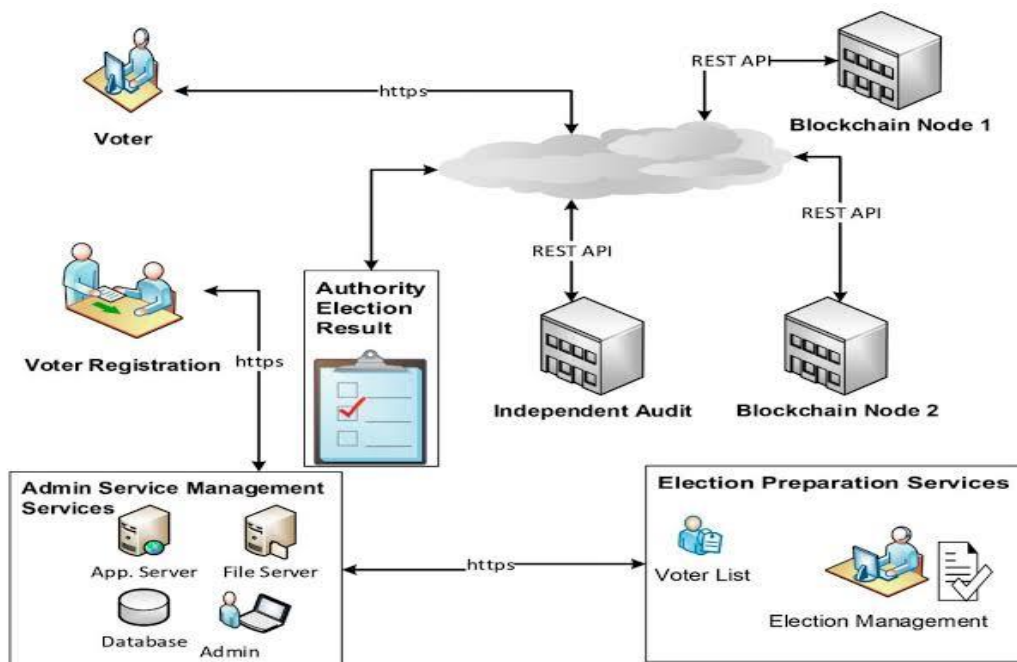 REST API
https
Voter
Blockchain Node 1
REST API
REST API
Authority
Election
Result
Voter Registration
https
Independent Audit
Blockchain Node 2
Admin Service Management
Services
App. Server
File Server
Database
Admin
https
Election Preparation Services
Voter List
Election Management